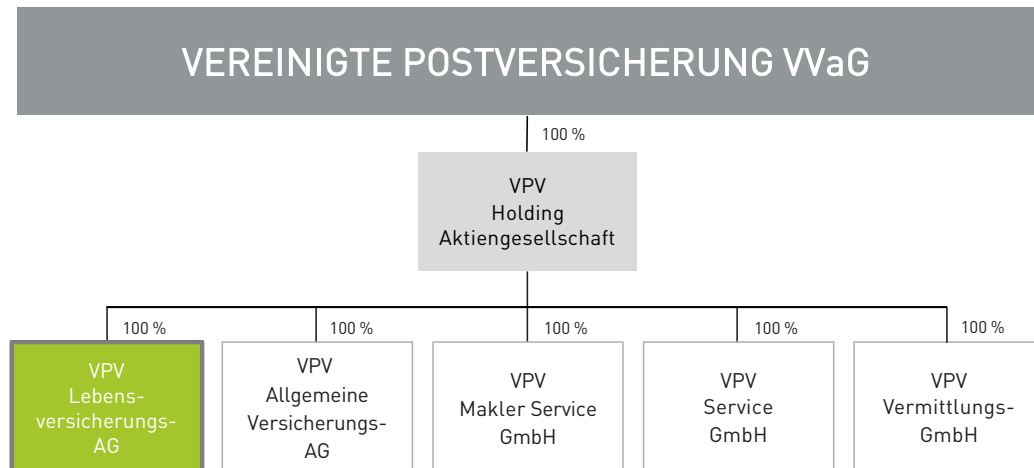 VEREINIGTE POSTVERSICHERUNG VVaG
100 %
VPV
Holding
Aktiengesellschaft
100 %
100 %
100 %
100 %
100 %
VPV
Lebens-
versicherungs-
AG
VPV
Allgemeine
Versicherungs-
AG
VPV
Makler Service
GmbH
VPV
Service
GmbH
VPV
Vermittlungs-
GmbH